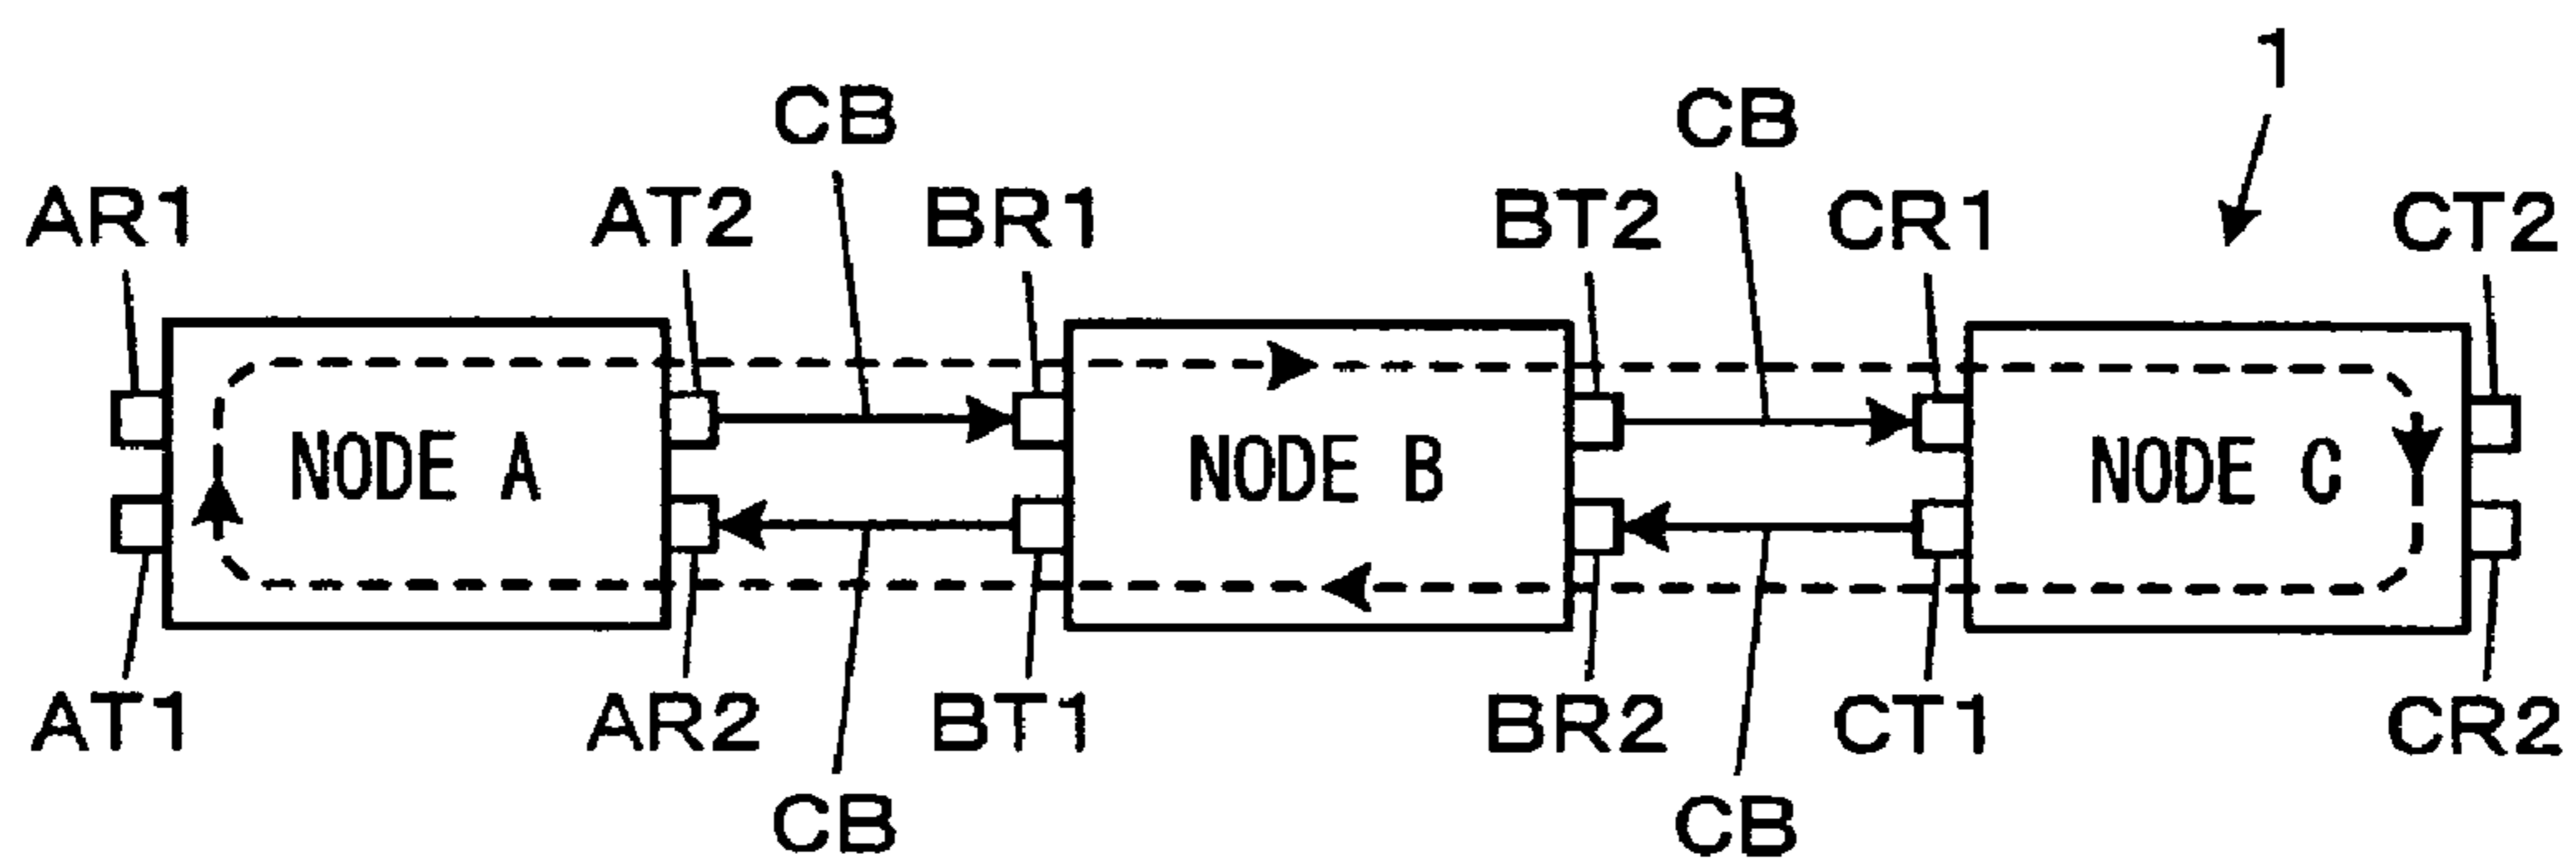 1
CB CB
AR1 AT2 BR1 BT2 CR1 CT2
NODE A NODE B NODE C
AT1 AR2 BT1 BR2 CT1 CR2
CB CB